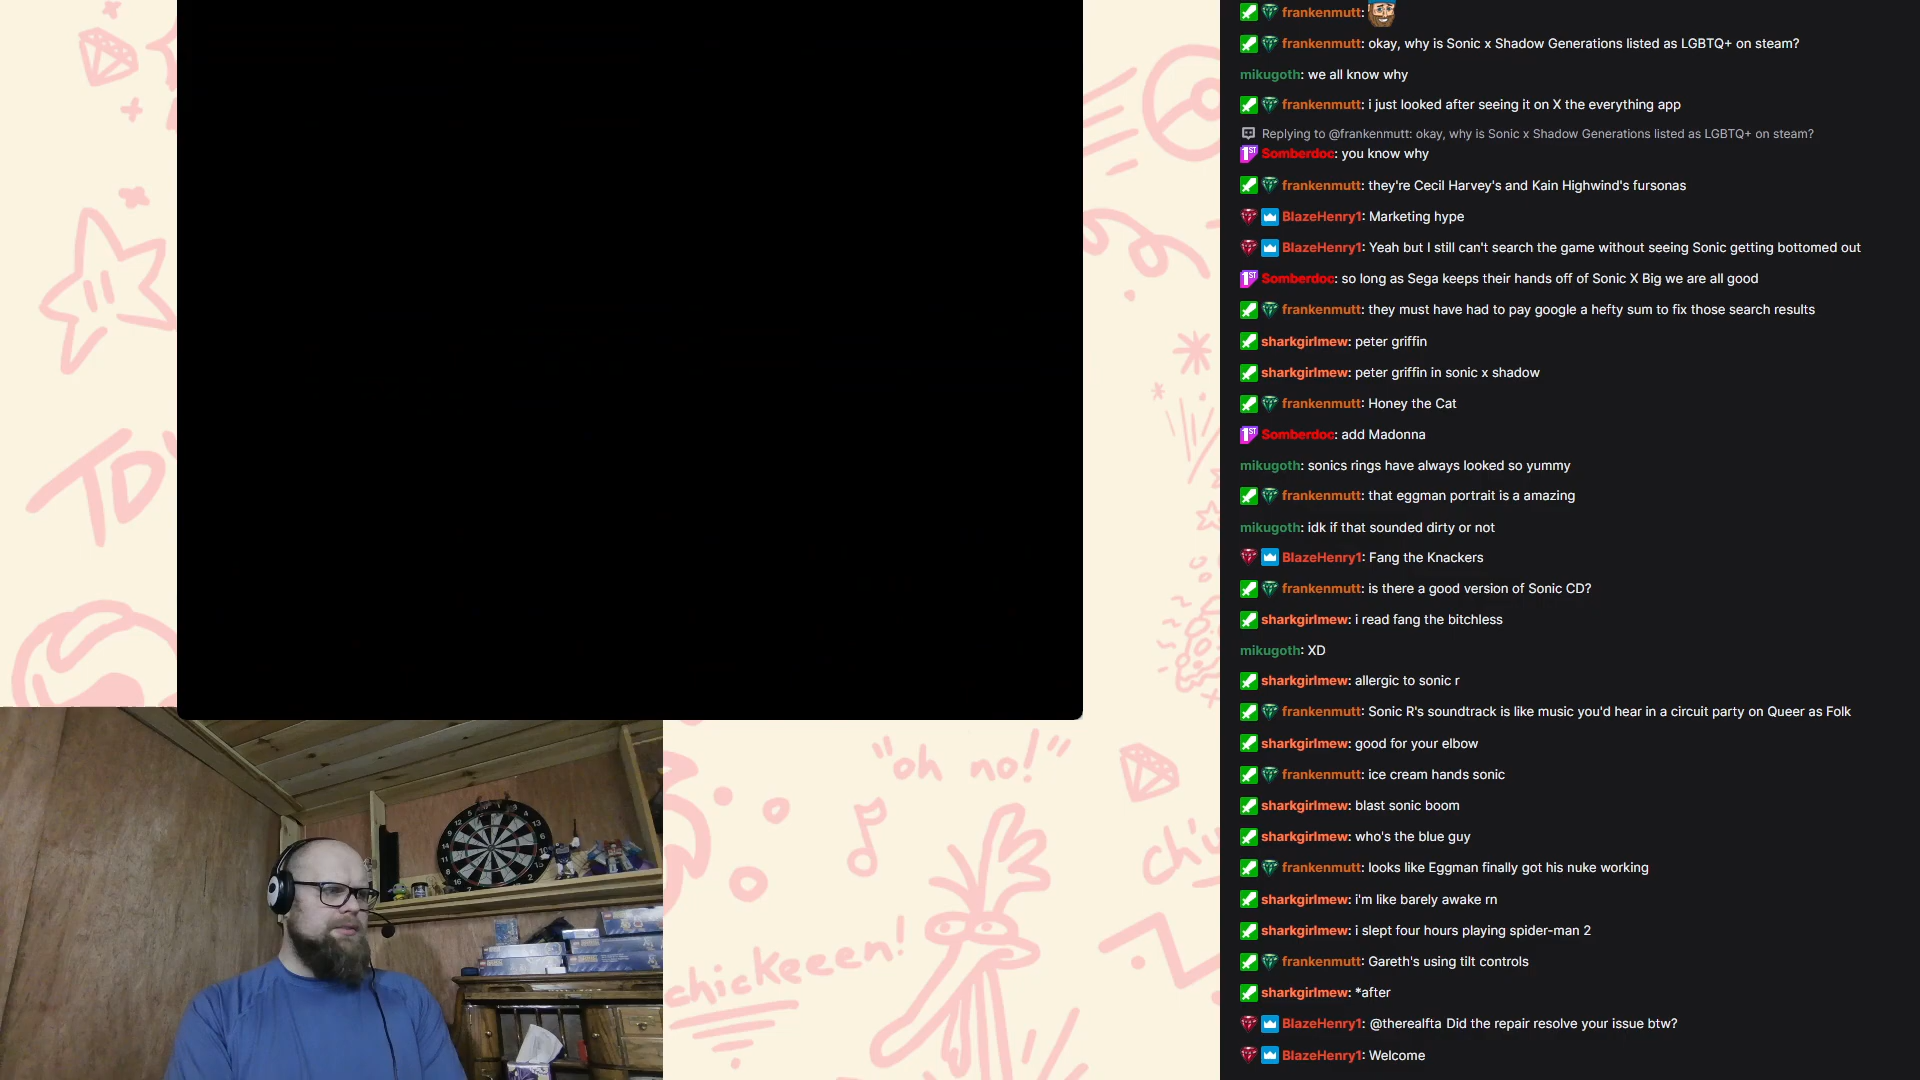 frankenmutt:
frankenmutt: okay, why is Sonic x Shadow Generations listed as LGBTQ+ on steam?
mikugoth: we all know why
frankenmutt: i just looked after seeing it on X the everything app
Replying to @frankenmutt: okay, why is Sonic x Shadow Generations listed as LGBTQ+ on steam?
1ST Somberdoc: you know why
frankenmutt: they're Cecil Harvey's and Kain Highwind's fursonas
BlazeHenry1: Marketing hype
BlazeHenry1: Yeah but I still can't search the game without seeing Sonic getting bottomed out
1ST Somberdoc: so long as Sega keeps their hands off of Sonic X Big we are all good
frankenmutt: they must have had to pay google a hefty sum to fix those search results
sharkgirlmew: peter griffin
sharkgirlmew: peter griffin in sonic x shadow
frankenmutt: Honey the Cat
1ST Somberdoc: add Madonna
mikugoth: sonics rings have always looked so yummy
frankenmutt: that eggman portrait is a amazing
mikugoth: idk if that sounded dirty or not
BlazeHenry1: Fang the Knackers
frankenmutt: is there a good version of Sonic CD?
sharkgirlmew: i read fang the bitchless
mikugoth: XD
sharkgirlmew: allergic to sonic r
frankenmutt: Sonic R's soundtrack is like music you'd hear in a circuit party on Queer as Folk
sharkgirlmew: good for your elbow
frankenmutt: ice cream hands sonic
sharkgirlmew: blast sonic boom
sharkgirlmew: who's the blue guy
frankenmutt: looks like Eggman finally got his nuke working
sharkgirlmew: i'm like barely awake rn
sharkgirlmew: i slept four hours playing spider-man 2
frankenmutt: Gareth's using tilt controls
sharkgirlmew: *after
BlazeHenry1: @therealfta Did the repair resolve your issue btw?
BlazeHenry1: Welcome
"oh no!"
chickeeen!